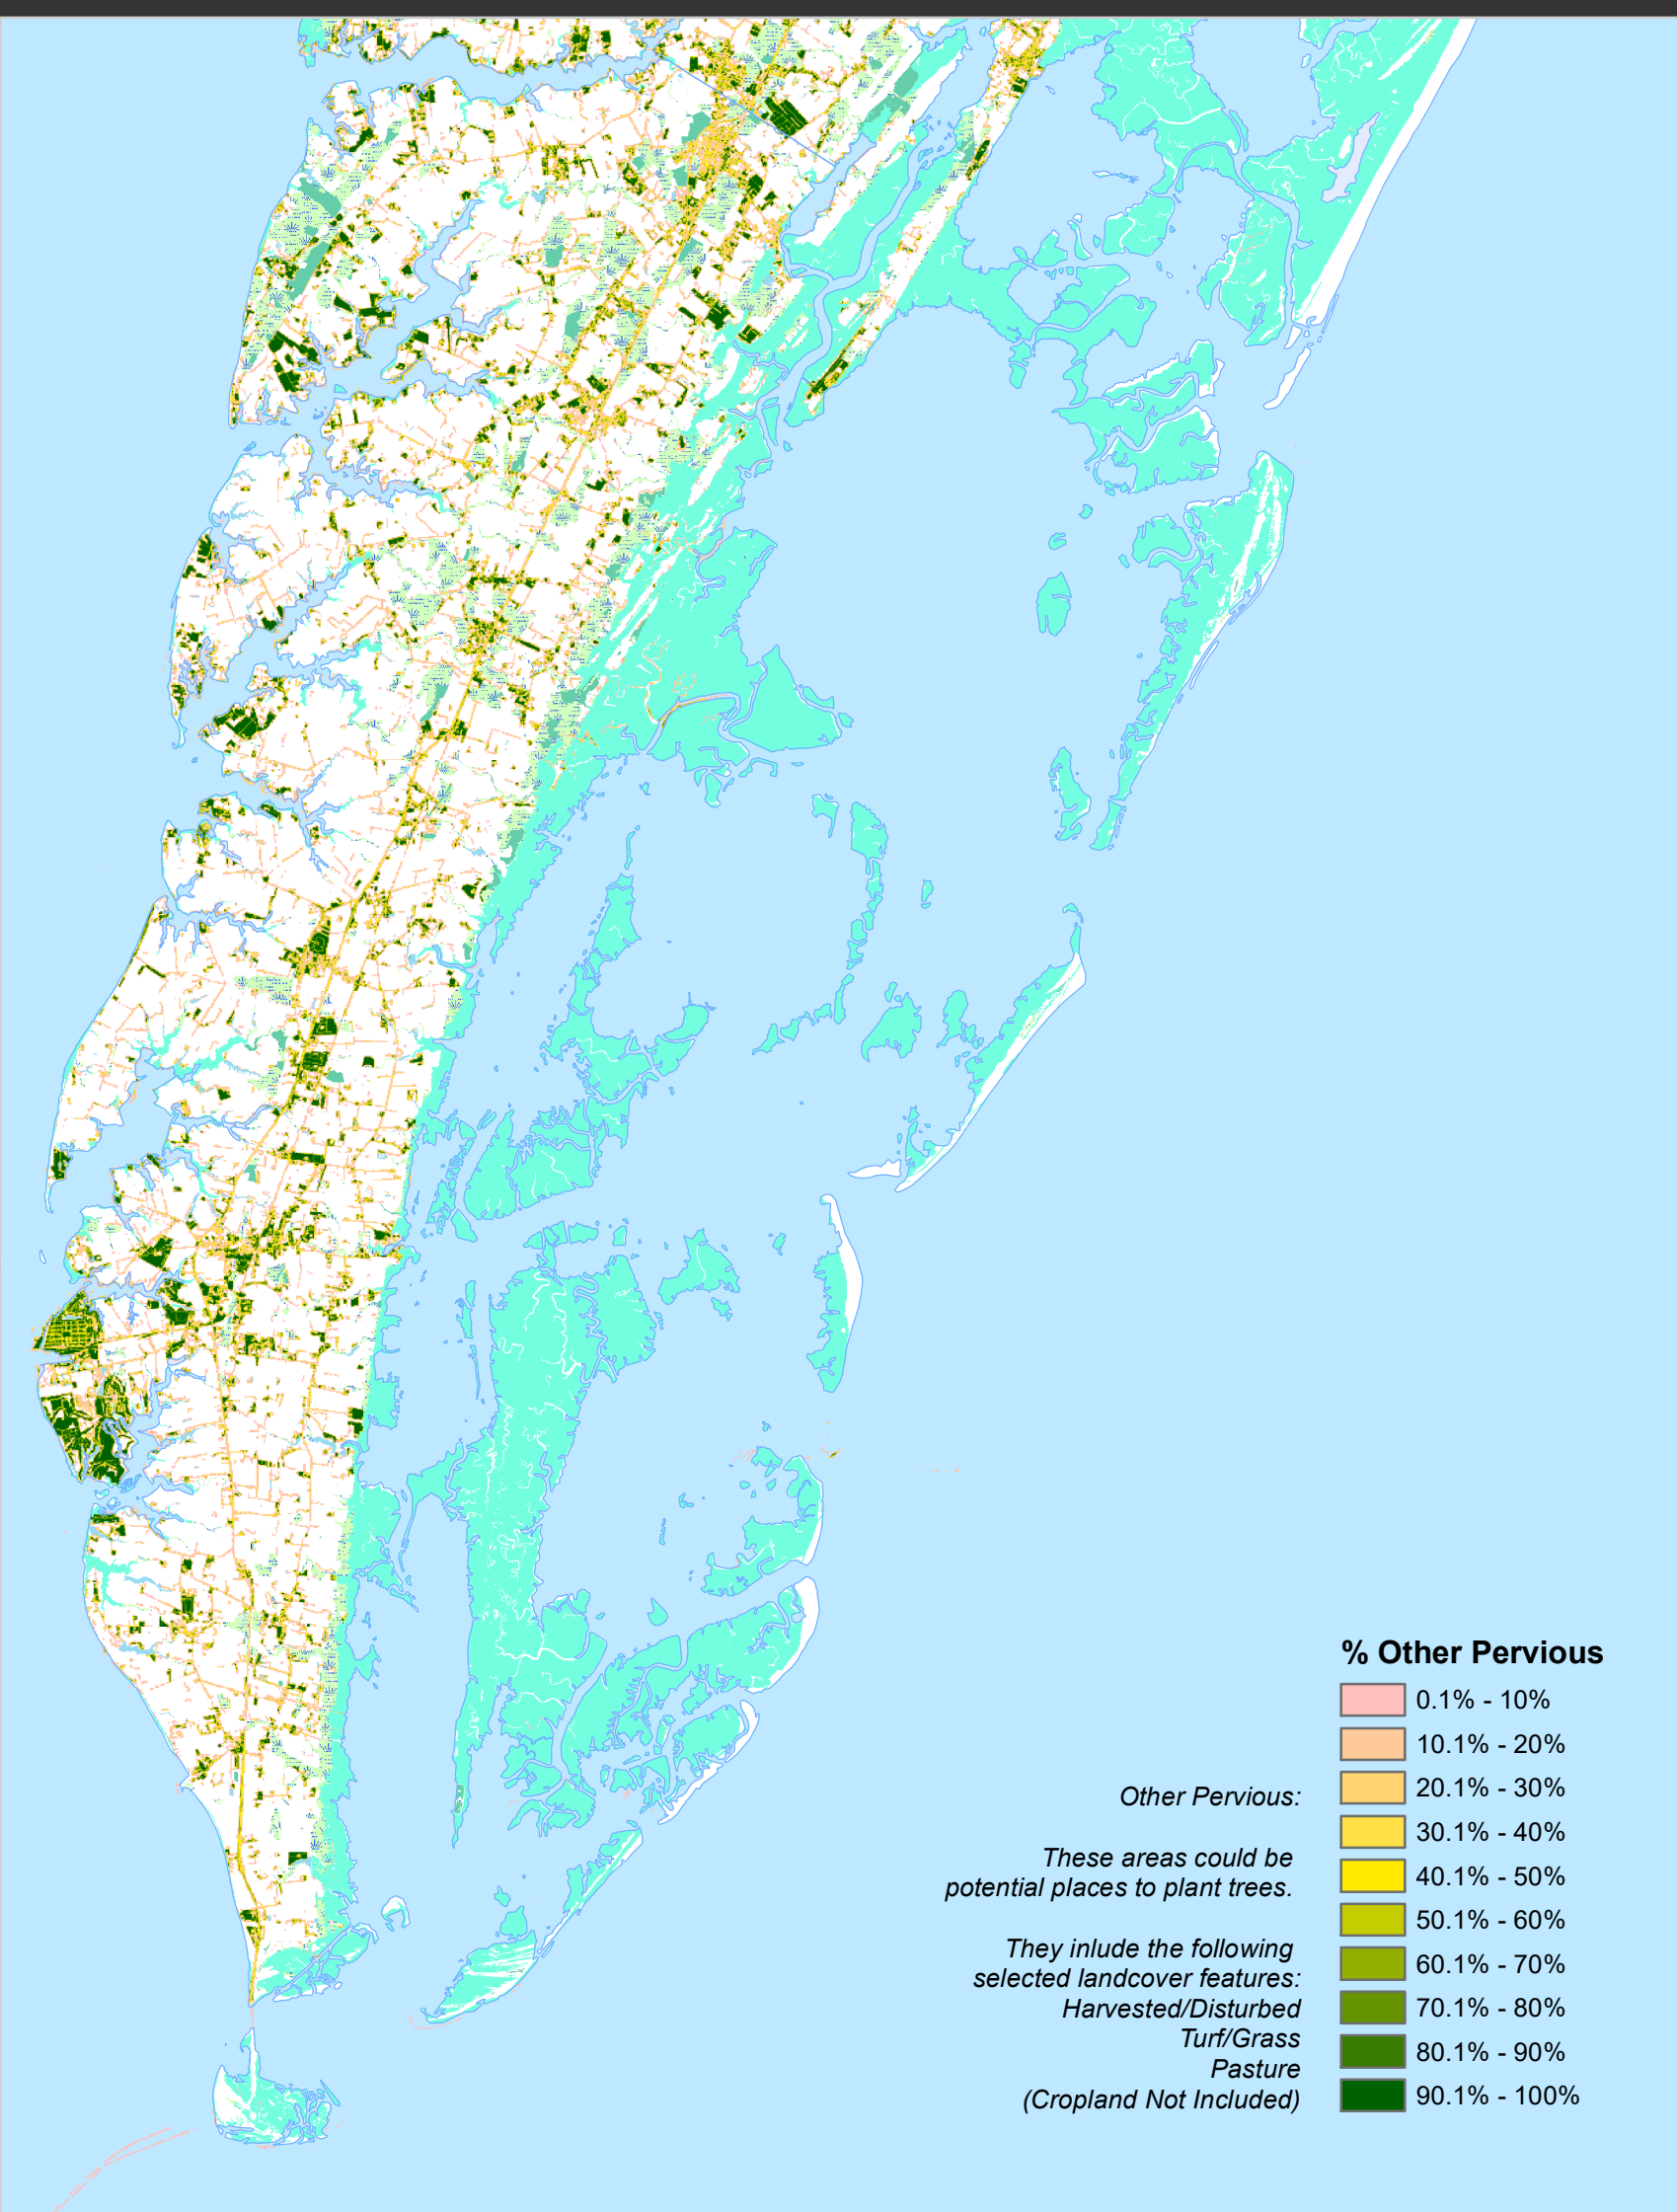 % Other Pervious
0.1% - 10%
10.1% - 20%
20.1% - 30%
30.1% - 40%
40.1% - 50%
50.1% - 60%
60.1% - 70%
70.1% - 80%
80.1% - 90%
90.1% - 100%
Other Pervious:
These areas could be
potential places to plant trees.
They inlude the following
selected landcover features:
Harvested/Disturbed
Turf/Grass
Pasture
(Cropland Not Included)